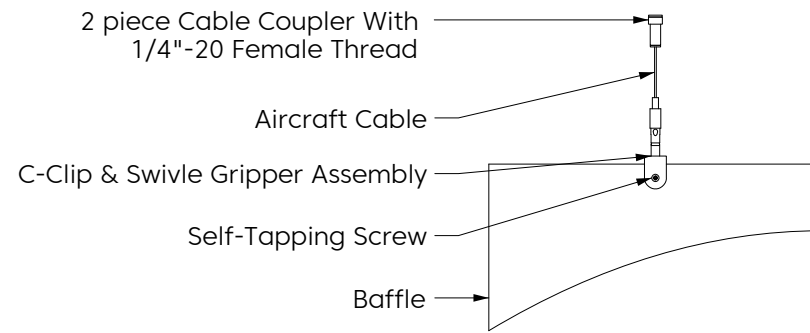 2 piece Cable Coupler With
1/4"-20 Female Thread
Aircraft Cable
C-Clip & Swivle Gripper Assembly
Self-Tapping Screw
Baffle